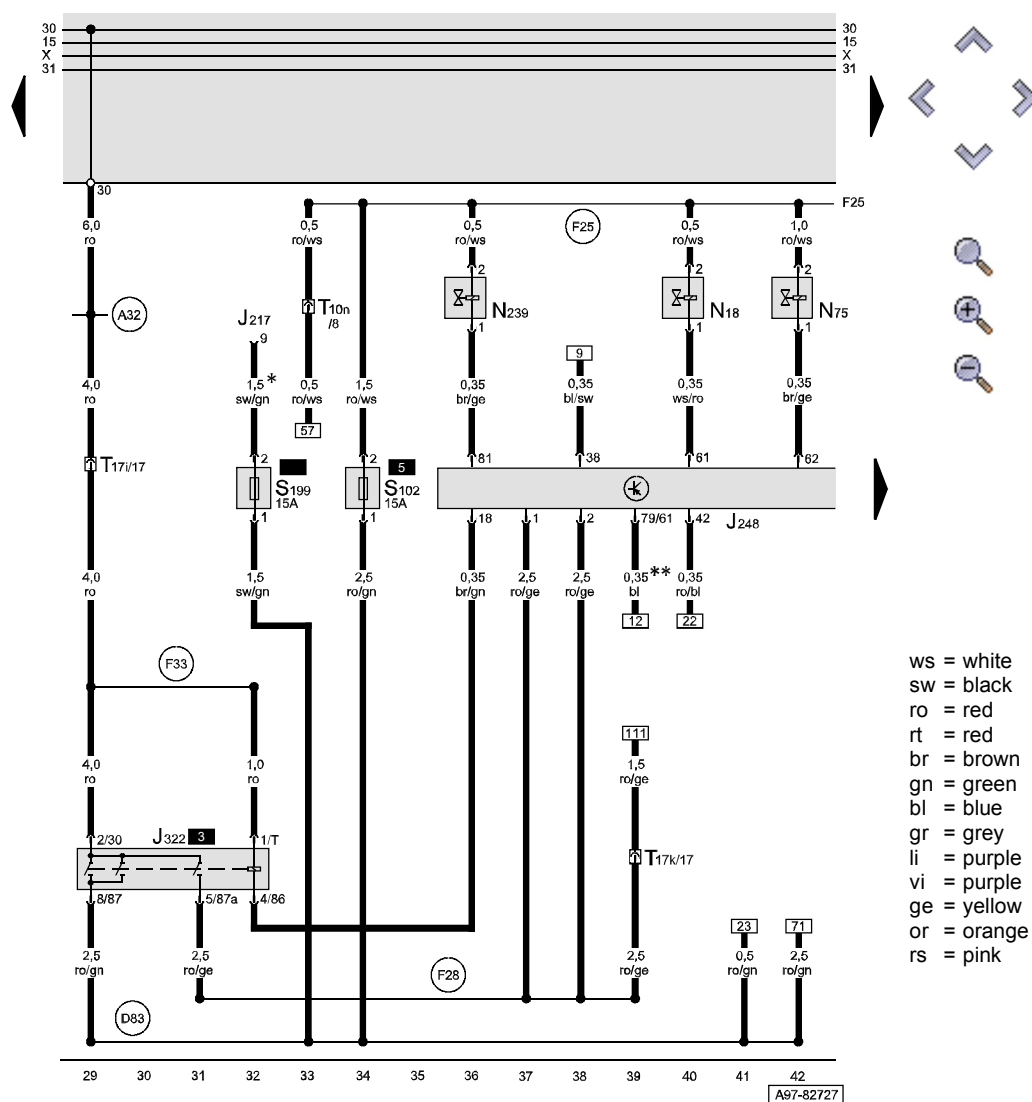 30 30
15 15
X X
31 31
30
F25
6,0 0,5 0,5 F25 0,5 1,0
ro ro/ws ro/ws ro/ws ro/ws
2 2 2
A32 J217 T10n /8 N239 N18 N75
9 1 1 1
9
4,0 1,5 * 0,5 1,5 0,35 0,35 0,35 0,35
ro sw/gn ro/ws ro/ws br/ge bl/sw ws/ro br/ge
57
T17i/17 2 2 81 38 61 62
S199 5 S102
15A 15A
1 1 18 1 2 79/61 42 J248
4,0 1,5 2,5 0,35 2,5 2,5 0,35 ** 0,35
ro sw/gn ro/gn br/gn ro/ge ro/ge bl ro/bl
12 22
F33
111
4,0 1,0 1,5
ro ro ro/ge
2/30 J322 3 1/T
T17k/17
8/87 5/87a 4/86
23 71
2,5 2,5 2,5 0,5 2,5
ro/gn ro/ge F28 ro/ge ro/gn ro/gn
D83
29 30 31 32 33 34 35 36 37 38 39 40 41 42
A97-82727
ws = white
sw = black
ro = red
rt = red
br = brown
gn = green
bl = blue
gr = grey
li = purple
vi = purple
ge = yellow
or = orange
rs = pink